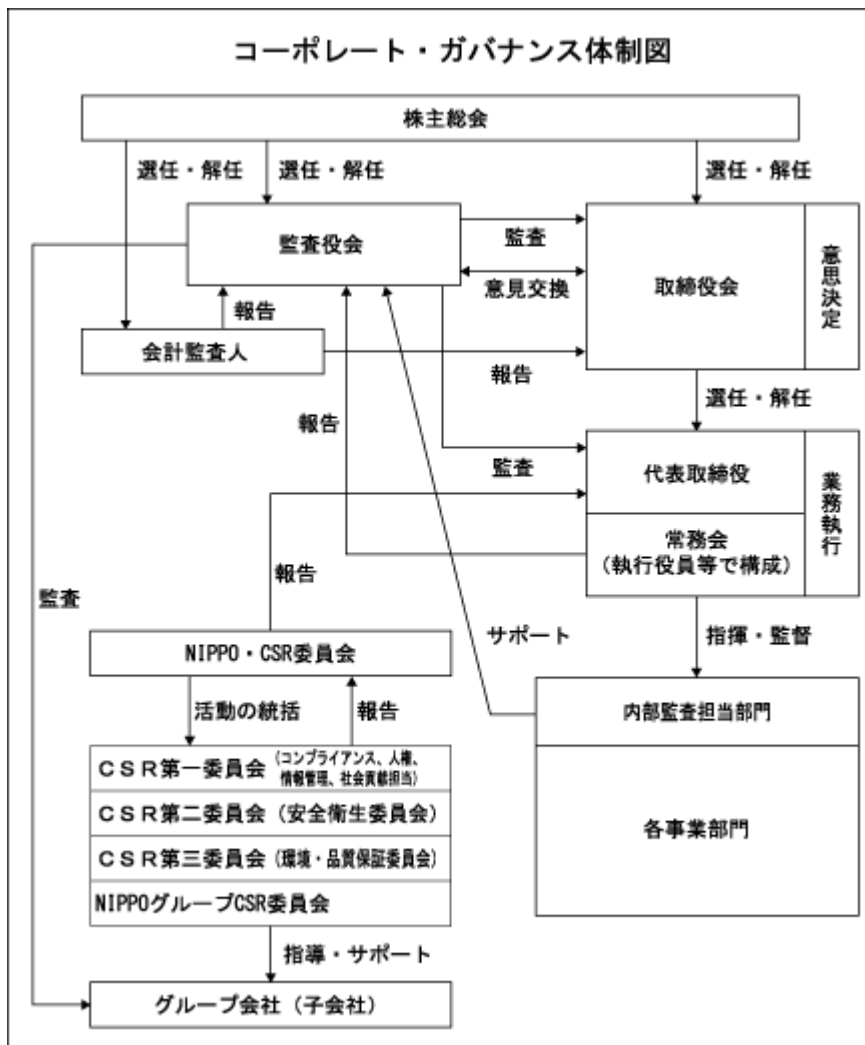 コーポレート・ガバナンス体制図
株主総会
選任・解任
選任・解任
選任・解任
監査役会
監査
意見交換
取締役会
意思決定
報告
会計監査人
報告
選任・解任
報告
監査
代表取締役
業務執行
常務会
(執行役員等で構成)
報告
監査
サポート
指揮・監督
NIPPO・CSR委員会
活動の統括
報告
内部監査担当部門
CSR第一委員会(コンプライアンス、人権、
情報管理、社会貢献担当)
CSR第二委員会(安全衛生委員会)
各事業部門
CSR第三委員会(環境・品質保証委員会)
NIPPOグループCSR委員会
指導・サポート
グループ会社(子会社)